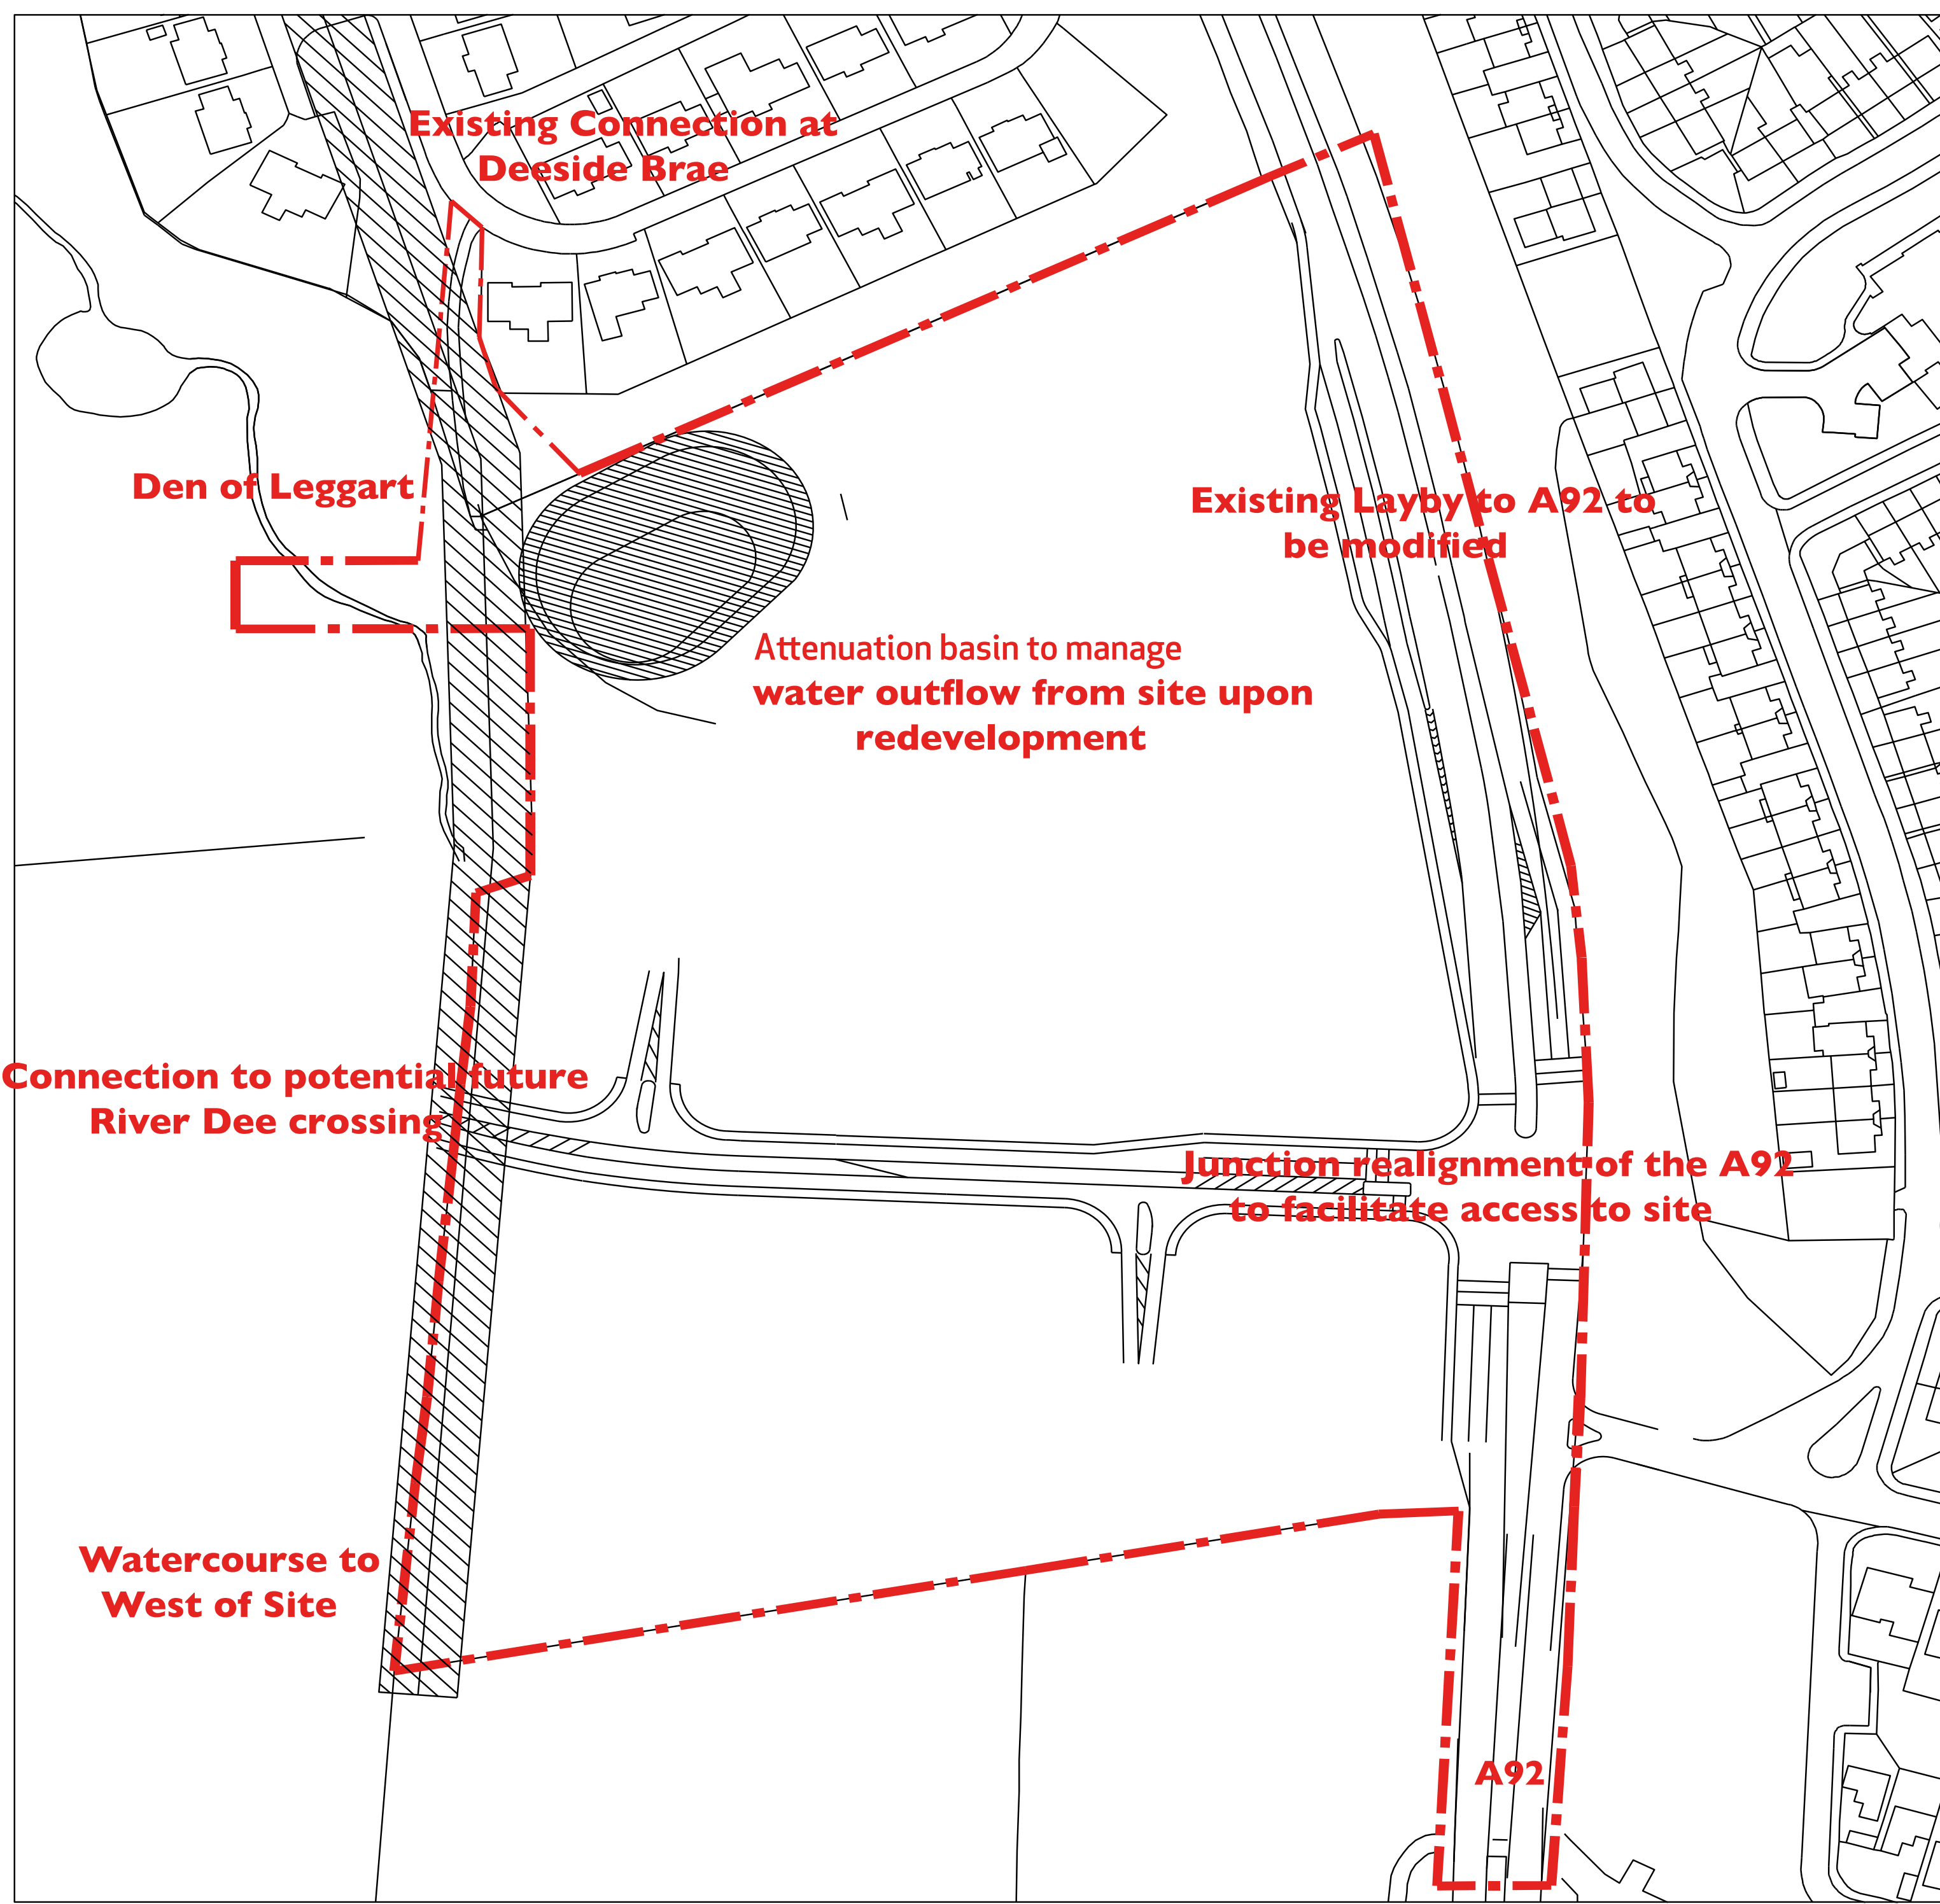 Existing Connection at
Deeside Brae
Den of Leggart
Existing Layby to A92 to
be modified
Attenuation basin to manage
water outflow from site upon
redevelopment
Connection to potential future
River Dee crossing
Junction realignment of the A92
to facilitate access to site
Watercourse to
West of Site
A92